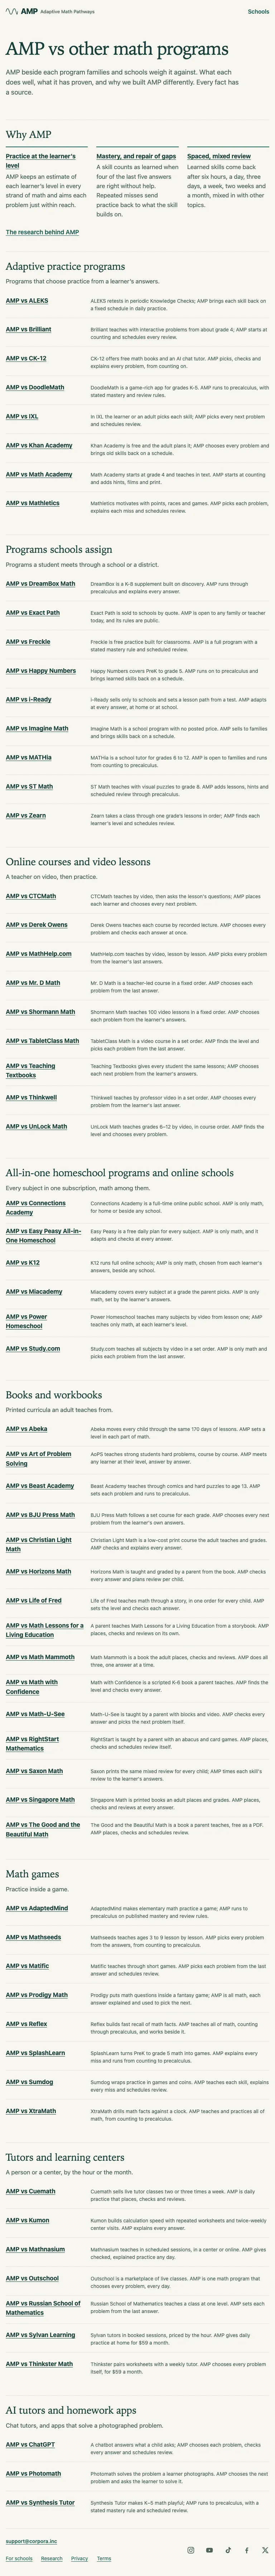 AMP Adaptive Math Pathways
Schools
AMP vs other math programs
AMP beside each program families and schools weigh it against. What each
does well, what it has proven, and why we built AMP differently. Every fact has
a source.
Why AMP
Practice at the learner's
level
AMP keeps an estimate of
each learner's level in every
strand of math and aims each
problem just within reach.
Mastery, and repair of gaps
A skill counts as learned when
four of the last five answers
are right without help.
Repeated misses send
practice back to what the skill
builds on.
Spaced, mixed review
Learned skills come back
after six hours, a day, three
days, a week, two weeks and
a month, mixed in with other
topics.
The research behind AMP
Adaptive practice programs
Programs that choose practice from a learner's answers.
AMP vs ALEKS
ALEKS retests in periodic Knowledge Checks; AMP brings each skill back on
a fixed schedule in daily practice.
AMP vs Brilliant
Brilliant teaches with interactive problems from about grade 4; AMP starts at
counting and schedules every review.
AMP vs CK-12
CK-12 offers free math books and an AI chat tutor. AMP picks, checks and
explains every problem, from counting on.
AMP vs DoodleMath
DoodleMath is a game-rich app for grades K-5. AMP runs to precalculus, with
stated mastery and review rules.
AMP vs IXL
In IXL the learner or an adult picks each skill; AMP picks every next problem
and schedules review.
AMP vs Khan Academy
Khan Academy is free and the adult plans it; AMP chooses every problem and
brings old skills back on a schedule.
AMP vs Math Academy
Math Academy starts at grade 4 and teaches in text. AMP starts at counting
and adds hints, films and print.
AMP vs Mathletics
Mathletics motivates with points, races and games. AMP picks each problem,
explains each miss and schedules review.
Programs schools assign
Programs a student meets through a school or a district.
AMP vs DreamBox Math
DreamBox is a K-8 supplement built on discovery. AMP runs through
precalculus and explains every answer.
AMP vs Exact Path
Exact Path is sold to schools by quote. AMP is open to any family or teacher
today, and its rules are public.
AMP vs Freckle
Freckle is free practice built for classrooms. AMP is a full program with a
stated mastery rule and scheduled review.
AMP vs Happy Numbers
Happy Numbers covers PreK to grade 5. AMP runs on to precalculus and
brings learned skills back on schedule.
AMP vs i-Ready
i-Ready sells only to schools and sets a lesson path from a test. AMP adapts
at every answer, at home or at school.
AMP vs Imagine Math
Imagine Math is a school program with no posted price. AMP sells to families
and brings skills back on a schedule.
AMP vs MATHia
MATHia is a school tutor for grades 6 to 12. AMP is open to families and runs
from counting to precalculus.
AMP vs ST Math
ST Math teaches with visual puzzles to grade 8. AMP adds lessons, hints and
scheduled review through precalculus.
AMP vs Zearn
Zearn takes a class through one grade's lessons in order; AMP finds each
learner's level and schedules review.
Online courses and video lessons
A teacher on video, then practice.
AMP vs CTCMath
CTCMath teaches by video, then asks the lesson's questions; AMP places
each learner and chooses every next problem.
AMP vs Derek Owens
Derek Owens teaches each course by recorded lecture. AMP chooses every
problem and checks each answer at once.
AMP vs MathHelp.com
MathHelp.com teaches by video, lesson by lesson. AMP picks every problem
from the learner's last answers.
AMP vs Mr. D Math
Mr. D Math is a teacher-led course in a fixed order. AMP chooses each
problem from the last answer.
AMP vs Shormann Math
Shormann Math teaches 100 video lessons in a fixed order. AMP chooses
each problem from the learner's answers.
AMP vs TabletClass Math
TabletClass Math is a video course in a set order. AMP finds the level and
picks each problem from the last answer.
AMP vs Teaching
Textbooks
Teaching Textbooks gives every student the same lessons; AMP chooses
each next problem from the learner's answers.
AMP vs Thinkwell
Thinkwell teaches by professor video in a set order. AMP chooses every
problem from the learner's last answer.
AMP vs UnLock Math
UnLock Math teaches grades 6–12 by video, in course order. AMP finds the
level and chooses every problem.
All-in-one homeschool programs and online schools
Every subject in one subscription, math among them.
AMP vs Connections
Academy
Connections Academy is a full-time online public school. AMP is only math,
for home or beside any school.
AMP vs Easy Peasy All-in-
One Homeschool
Easy Peasy is a free daily plan for every subject. AMP is only math, and it
adapts and checks at every answer.
AMP vs K12
K12 runs full online schools; AMP is only math, chosen from each learner's
answers, beside any school.
AMP vs Miacademy
Miacademy covers every subject at a grade the parent picks. AMP is only
math, set by the learner's answers.
AMP vs Power
Homeschool
Power Homeschool teaches many subjects by video from lesson one; AMP
teaches only math, at each learner's level.
AMP vs Study.com
Study.com teaches all subjects by video in a set order. AMP is only math and
picks each problem from the last answer.
Books and workbooks
Printed curricula an adult teaches from.
AMP vs Abeka
Abeka moves every child through the same 170 days of lessons. AMP sets a
level in each part of math.
AMP vs Art of Problem
Solving
AoPS teaches strong students hard problems, course by course. AMP meets
any learner at their level, answer by answer.
AMP vs Beast Academy
Beast Academy teaches through comics and hard puzzles to age 13. AMP
sets each problem and runs to precalculus.
AMP vs BJU Press Math
BJU Press Math follows a set course for each grade. AMP chooses every next
problem from the learner's own answers.
AMP vs Christian Light
Math
Christian Light Math is a low-cost print course the adult teaches and grades.
AMP checks and explains every answer.
AMP vs Horizons Math
Horizons Math is taught and graded by a parent from the book. AMP checks
every answer and plans review per child.
AMP vs Life of Fred
Life of Fred teaches math through a story, in one order for every child. AMP
sets the level and checks each answer.
AMP vs Math Lessons for a
Living Education
A parent teaches Math Lessons for a Living Education from a storybook. AMP
places, checks and reviews on its own.
AMP vs Math Mammoth
Math Mammoth is a book the adult places, checks and reviews. AMP does all
three, one answer at a time.
AMP vs Math with
Confidence
Math with Confidence is a scripted K-6 book a parent teaches. AMP finds the
level and checks every answer.
AMP vs Math-U-See
Math-U-See is taught by a parent with blocks and video. AMP checks every
answer and picks the next problem itself.
AMP vs RightStart
Mathematics
RightStart is taught by a parent with an abacus and card games. AMP places,
checks and schedules review itself.
AMP vs Saxon Math
Saxon prints the same mixed review for every child; AMP times each skill's
review to the learner's answers.
AMP vs Singapore Math
Singapore Math is printed books an adult places and grades. AMP places,
checks and reviews at every answer.
AMP vs The Good and the
Beautiful Math
The Good and the Beautiful Math is a book a parent teaches, free as a PDF.
AMP places, checks and schedules review.
Math games
Practice inside a game.
AMP vs AdaptedMind
AdaptedMind makes elementary math practice a game; AMP runs to
precalculus on published mastery and review rules.
AMP vs Mathseeds
Mathseeds teaches ages 3 to 9 lesson by lesson. AMP picks every problem
from the answers, from counting to precalculus.
AMP vs Matific
Matific teaches through short games. AMP picks each problem from the last
answer and schedules review.
AMP vs Prodigy Math
Prodigy puts math questions inside a fantasy game; AMP is all math, each
answer explained and used to pick the next.
AMP vs Reflex
Reflex builds fast recall of math facts. AMP teaches all of math, counting
through precalculus, and works beside it.
AMP vs SplashLearn
SplashLearn turns PreK to grade 5 math into games. AMP explains every
miss and runs from counting to precalculus.
AMP vs Sumdog
Sumdog wraps practice in games and coins. AMP teaches each skill, explains
every miss and schedules review.
AMP vs XtraMath
XtraMath drills math facts against a clock. AMP teaches and practices all of
math, from counting to precalculus.
Tutors and learning centers
A person or a center, by the hour or the month.
AMP vs Cuemath
Cuemath sells live tutor classes two or three times a week. AMP is daily
practice that places, checks and reviews.
AMP vs Kumon
Kumon builds calculation speed with repeated worksheets and twice-weekly
center visits. AMP explains every answer.
AMP vs Mathnasium
Mathnasium teaches in scheduled sessions, in a center or online. AMP gives
checked, explained practice any day.
AMP vs Outschool
Outschool is a marketplace of live classes. AMP is one math program that
chooses every problem, every day.
AMP vs Russian School of
Mathematics
Russian School of Mathematics teaches a class at one level. AMP sets each
problem from the last answer.
AMP vs Sylvan Learning
Sylvan tutors in booked sessions, priced by the hour. AMP gives daily
practice at home for $59 a month.
AMP vs Thinkster Math
Thinkster pairs worksheets with a weekly tutor. AMP chooses every problem
itself, for $59 a month.
AI tutors and homework apps
Chat tutors, and apps that solve a photographed problem.
AMP vs ChatGPT
A chatbot answers what a child asks; AMP chooses each problem, checks
every answer and schedules review.
AMP vs Photomath
Photomath solves the problem a learner photographs. AMP chooses the next
problem and asks the learner to solve it.
AMP vs Synthesis Tutor
Synthesis Tutor makes K–5 math playful; AMP runs to precalculus, with a
stated mastery rule and scheduled review.
support@corpora.inc
For schools Research Privacy Terms